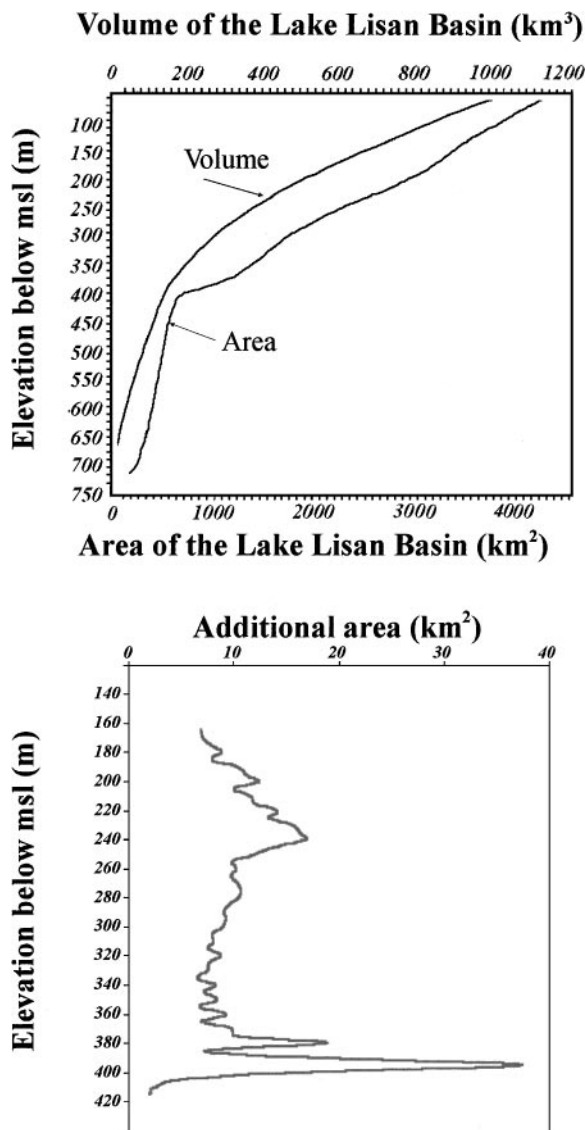 Volume of the Lake Lisan Basin (km³)
0 200 400 600 800 1000 1200
Elevation below msl (m)
100
150
200
250
300
350
400
450
500
550
600
650
700
750
Volume
Area
0 1000 2000 3000 4000
Area of the Lake Lisan Basin (km²)
Additional area (km²)
0 10 20 30 40
Elevation below msl (m)
140
160
180
200
220
240
260
280
300
320
340
360
380
400
420